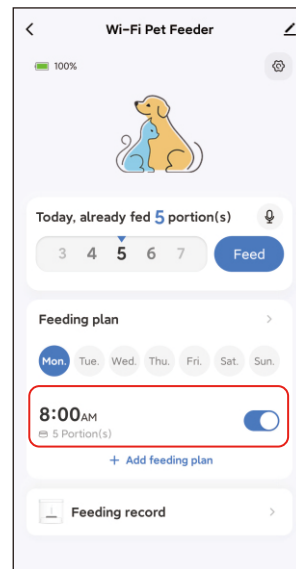 Wi-Fi Pet Feeder
100%
Today, already fed 5 portion(s)
3 4 5 6 7 Feed
Feeding plan
Mon. Tue. Wed. Thu. Fri. Sat. Sun.
8:00AM
5 Portion(s)
+ Add feeding plan
Feeding record